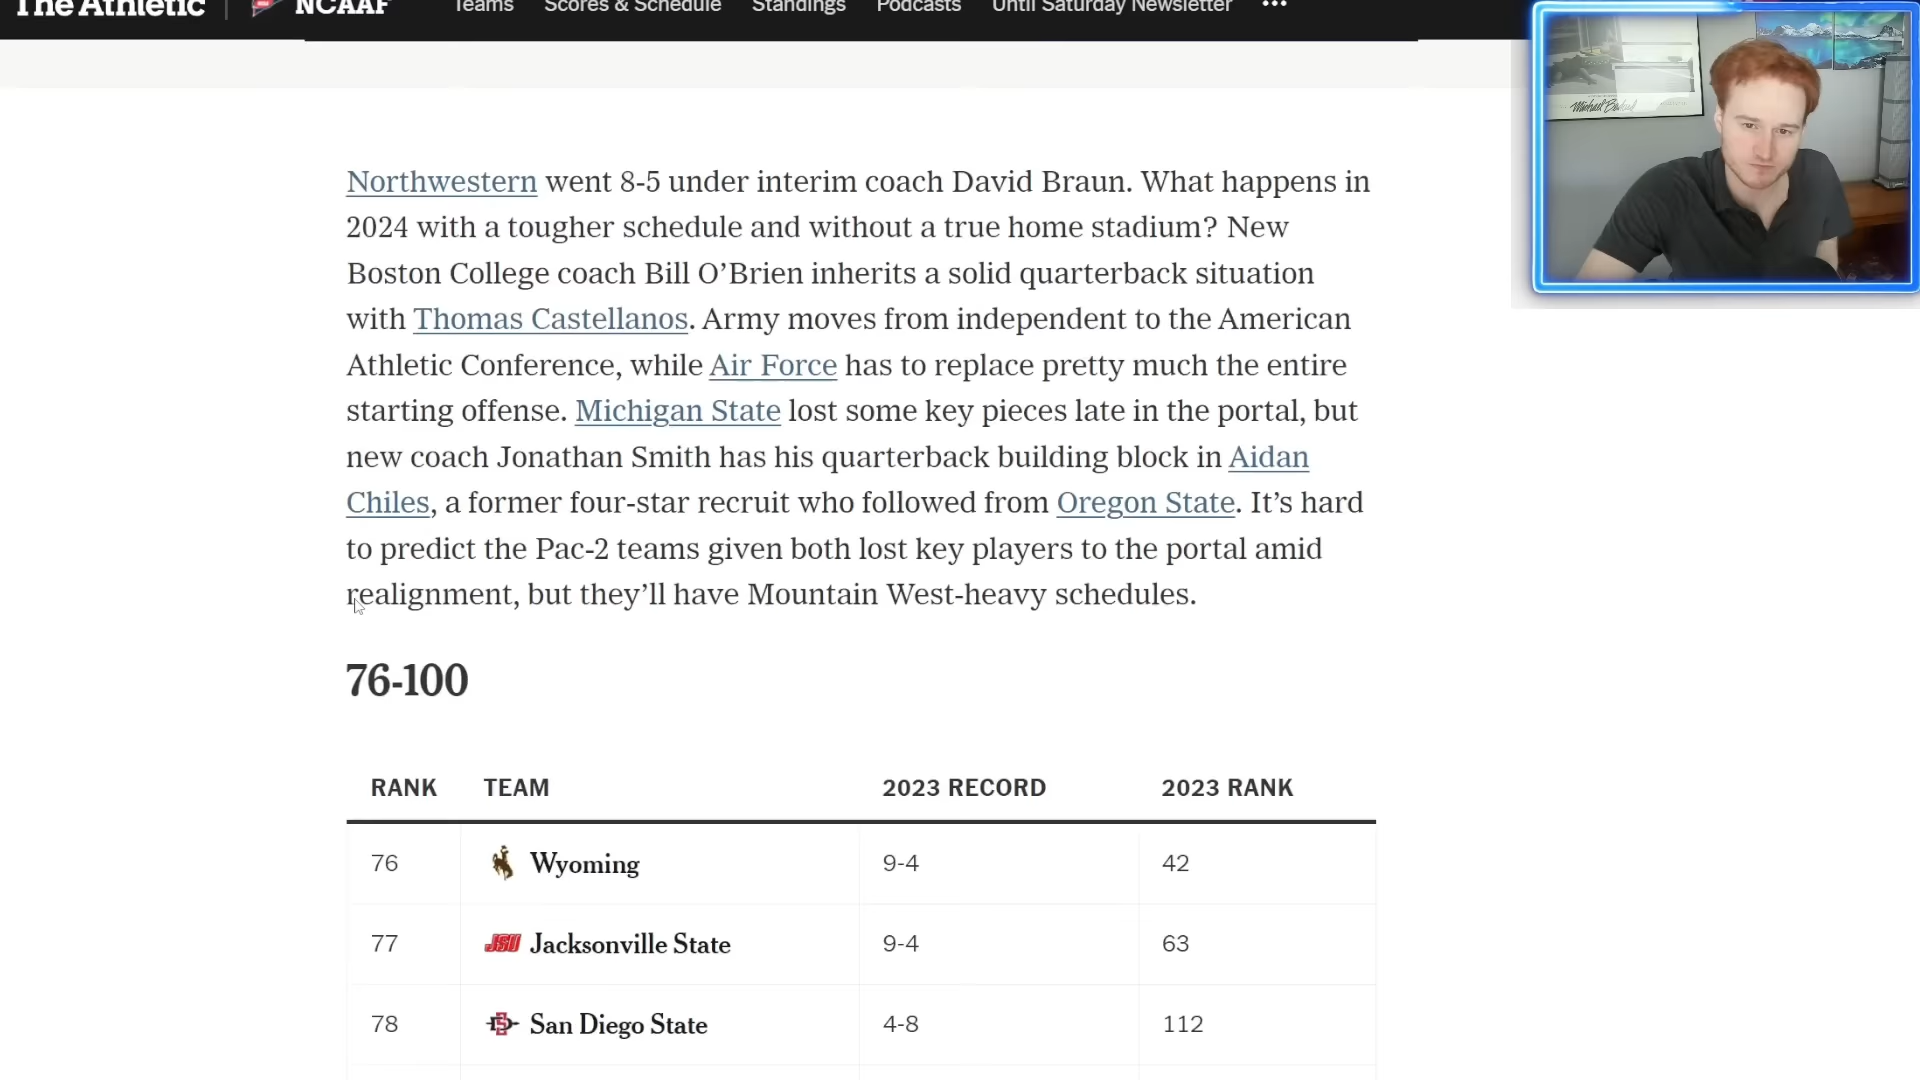 The Athletic NCAAF Teams Scores & Schedule Standings Podcasts Until Saturday Newsletter •••
Northwestern went 8-5 under interim coach David Braun. What happens in
2024 with a tougher schedule and without a true home stadium? New
Boston College coach Bill O’Brien inherits a solid quarterback situation
with Thomas Castellanos. Army moves from independent to the American
Athletic Conference, while Air Force has to replace pretty much the entire
starting offense. Michigan State lost some key pieces late in the portal, but
new coach Jonathan Smith has his quarterback building block in Aidan
Chiles, a former four-star recruit who followed from Oregon State. It’s hard
to predict the Pac-2 teams given both lost key players to the portal amid
realignment, but they’ll have Mountain West-heavy schedules.
76-100
RANK TEAM 2023 RECORD 2023 RANK
76 Wyoming 9-4 42
77 JSU Jacksonville State 9-4 63
78 San Diego State 4-8 112